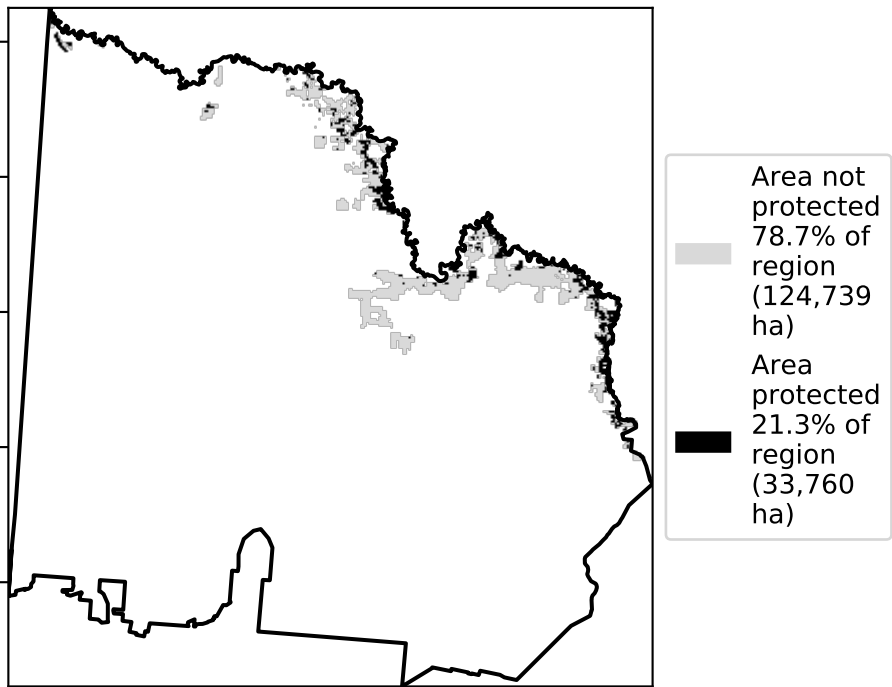 Area not
protected
78.7% of
region
(124,739
ha)
Area
protected
21.3% of
region
(33,760
ha)